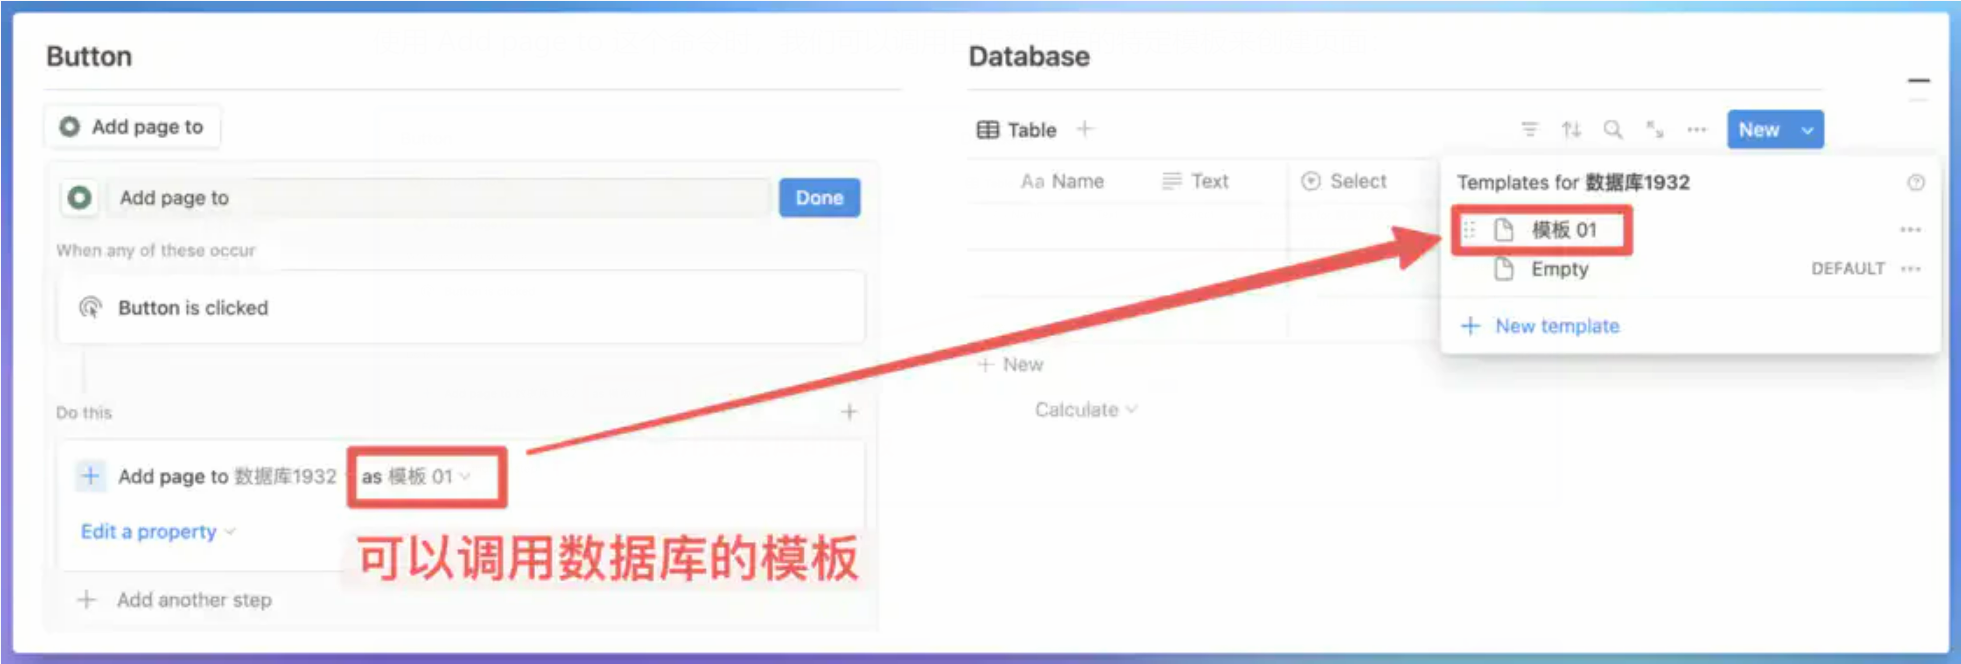 Button
Add page to
Add page to
Done
When any of these occur
Button is clicked
Do this
Add page to 数据库1932 as 模板 01
Edit a property
可以调用数据库的模板
Add another step
Database
Table
New
Aa Name
Text
Select
New
Calculate
Templates for 数据库1932
模板 01
Empty
DEFAULT
New template